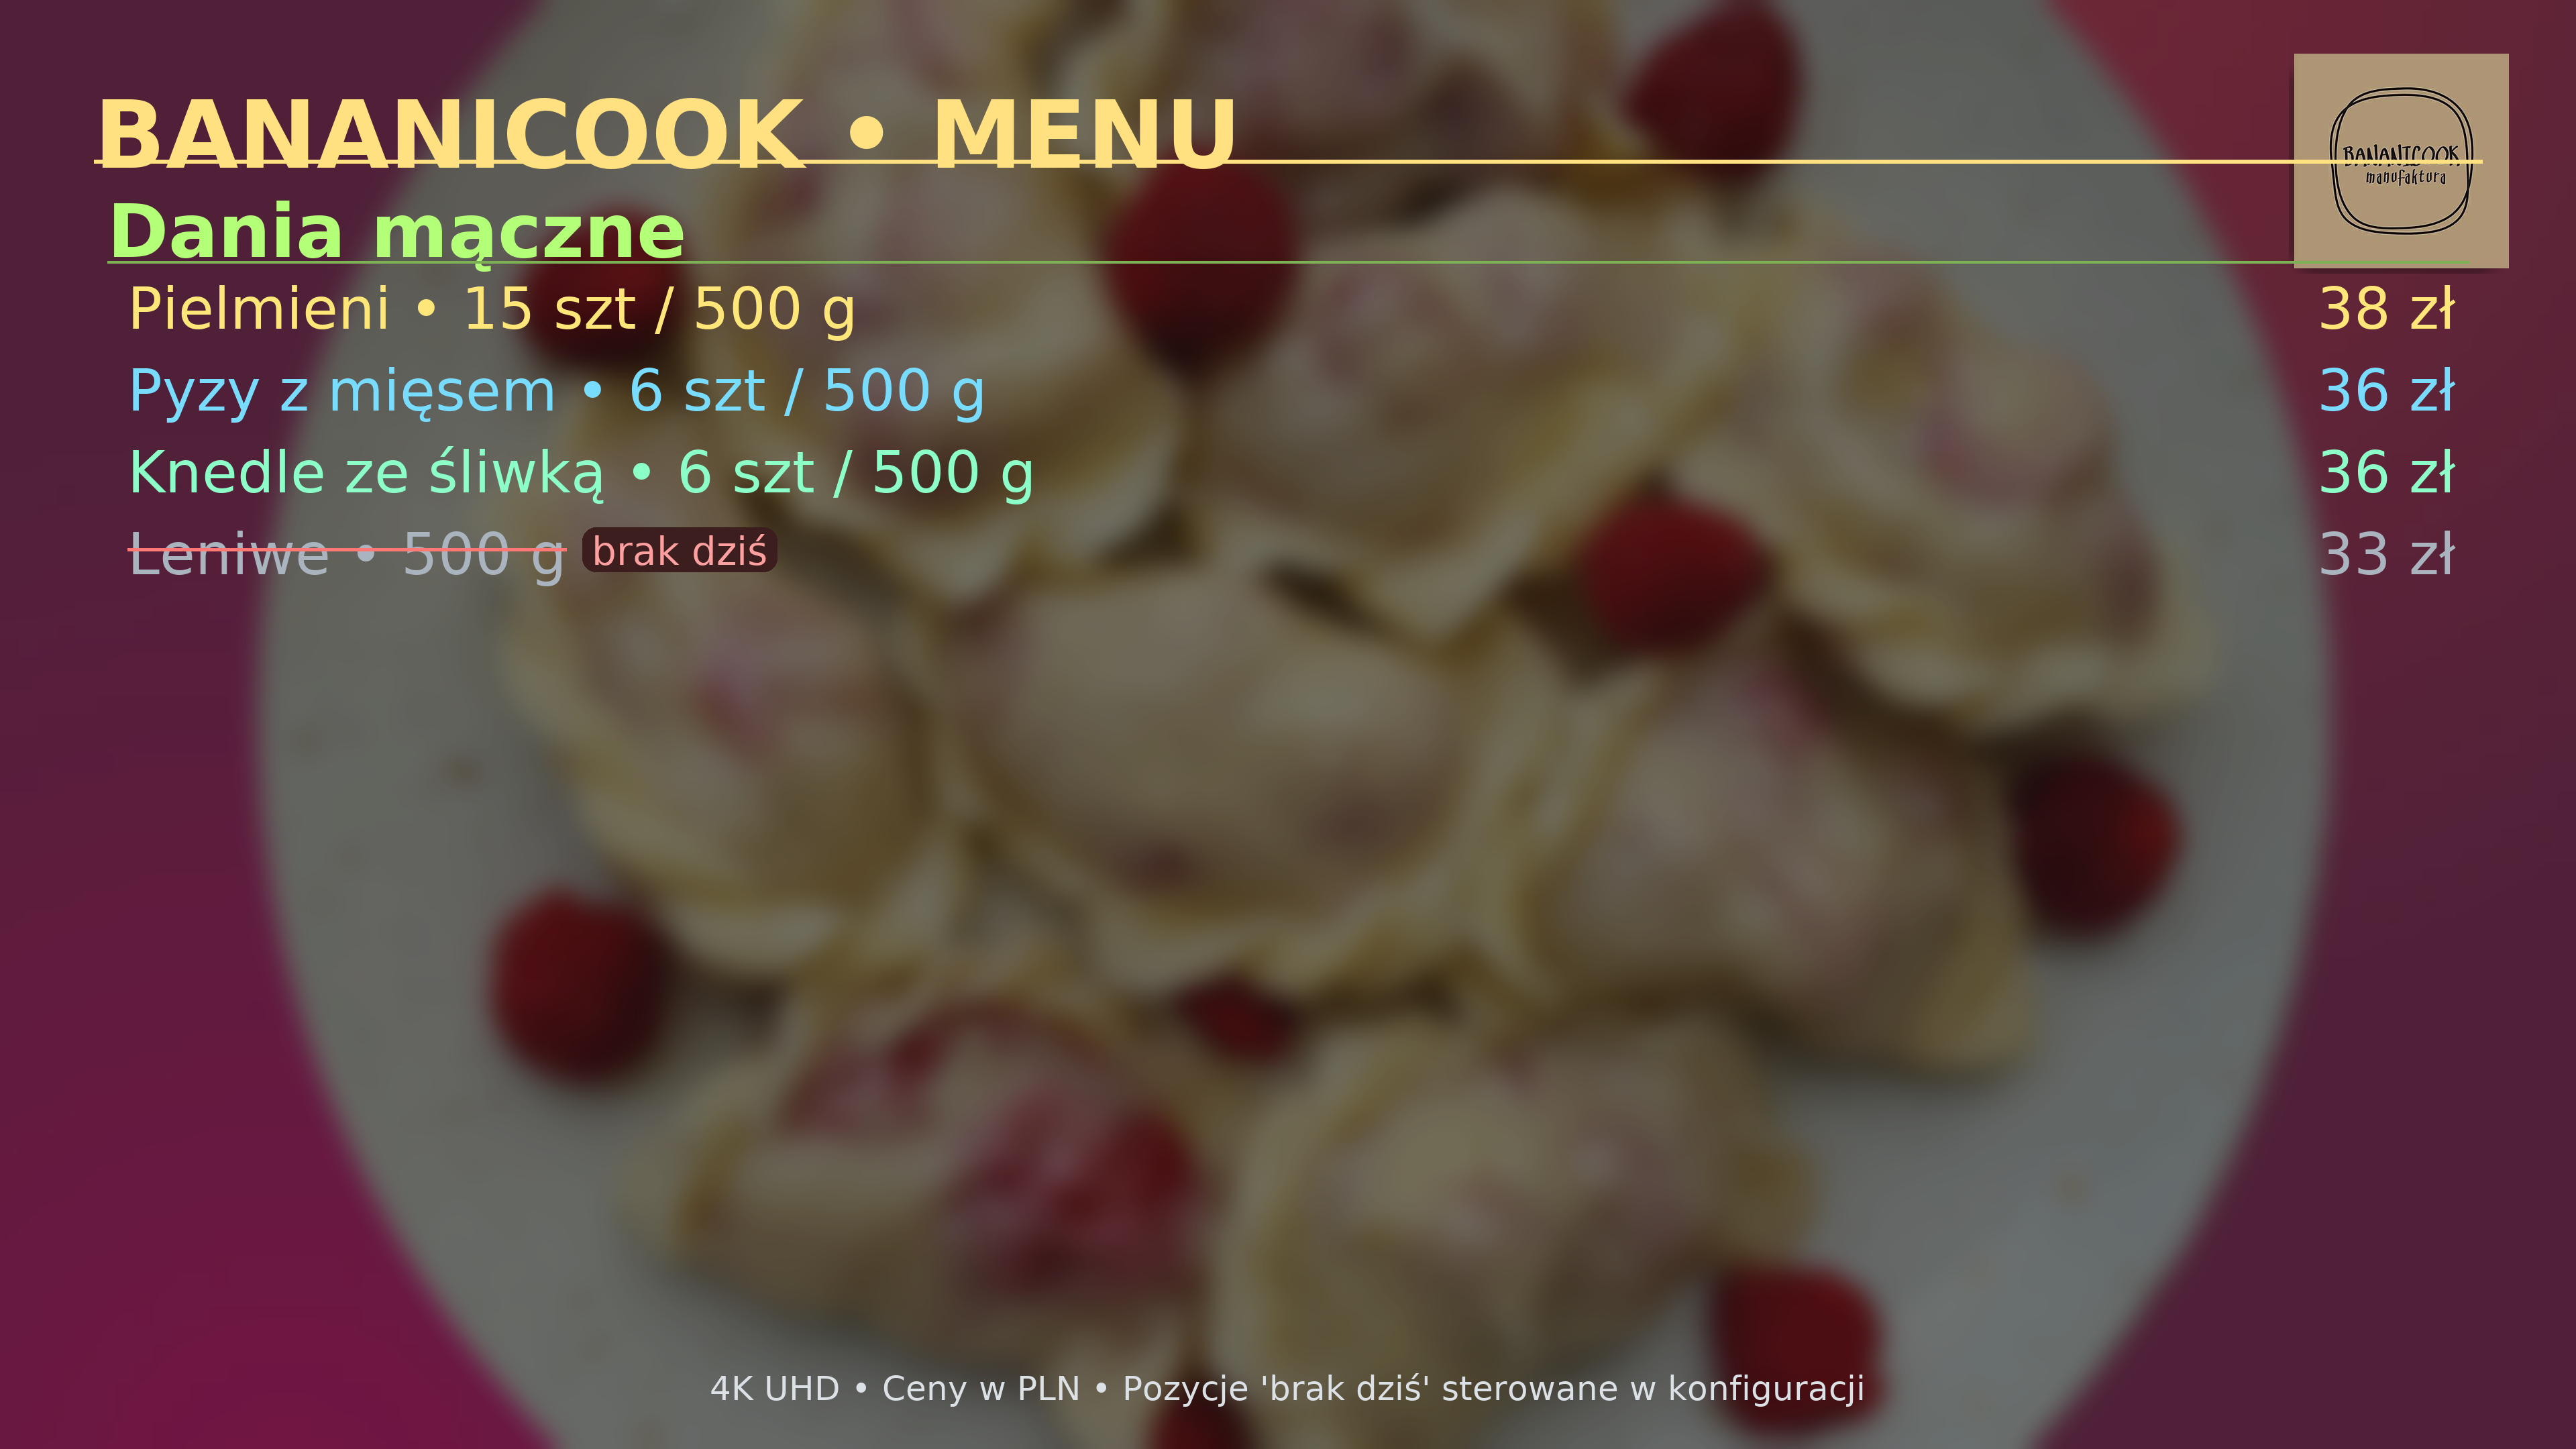 BANANICOOK • MENU
BANANICOOK
manufaktura
Dania mączne
Pielmieni • 15 szt / 500 g 38 zł
Pyzy z mięsem • 6 szt / 500 g 36 zł
Knedle ze śliwką • 6 szt / 500 g 36 zł
Leniwe • 500 g brak dziś 33 zł
4K UHD • Ceny w PLN • Pozycje 'brak dziś' sterowane w konfiguracji